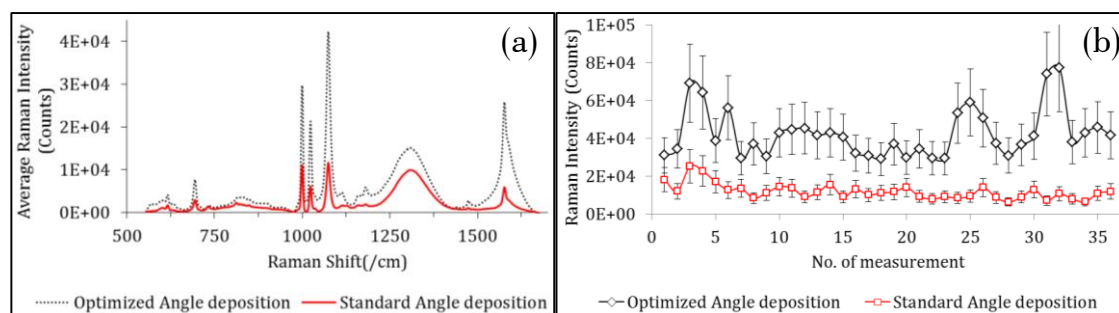 (a)
Average Raman Intensity
(Counts)
4E+04
3E+04
2E+04
1E+04
0E+00
500 750 1000 1250 1500
Raman Shift(/cm)
Optimized Angle deposition Standard Angle deposition
(b)
Raman Intensity (Counts)
1E+05
8E+04
6E+04
4E+04
2E+04
0E+00
0 5 10 15 20 25 30 35
No. of measurement
Optimized Angle deposition Standard Angle deposition